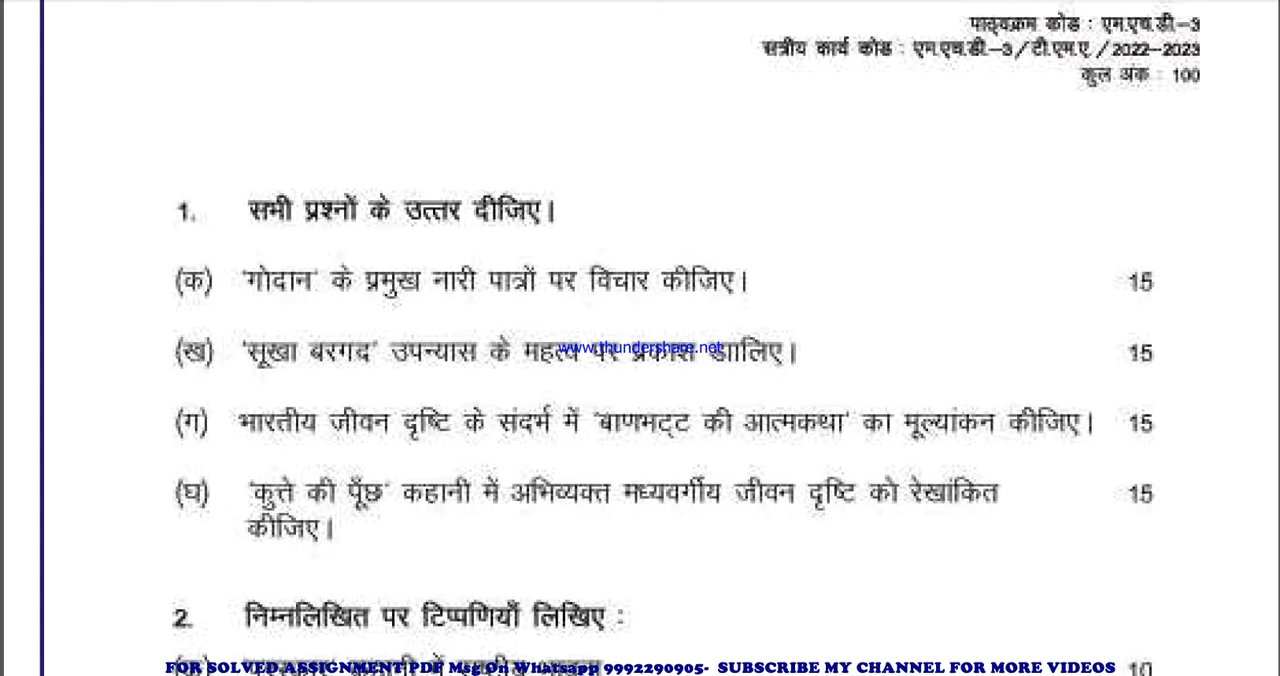 पाठ्यक्रम कोड : एम.एच.डी.–3
सत्रीय कार्य कोड : एम.एच.डी.–3/टी.एम.ए./2022–2023
कुल अंक : 100
1. सभी प्रश्नों के उत्तर दीजिए।
(क) 'गोदान' के प्रमुख नारी पात्रों पर विचार कीजिए। 15
(ख) 'सूखा बरगद' उपन्यास के महत्व पर प्रकाश डाालिए। 15
www.thundershare.net
(ग) भारतीय जीवन दृष्टि के संदर्भ में 'बाणभट्ट की आत्मकथा' का मूल्यांकन कीजिए। 15
(घ) 'कुत्ते की पूँछ' कहानी में अभिव्यक्त मध्यवर्गीय जीवन दृष्टि को रेखांकित 15
कीजिए।
2. निम्नलिखित पर टिप्पणियाँ लिखिए :
FOR SOLVED ASSIGNMENT PDF Msg On Whatsapp 9992290905- SUBSCRIBE MY CHANNEL FOR MORE VIDEOS
10